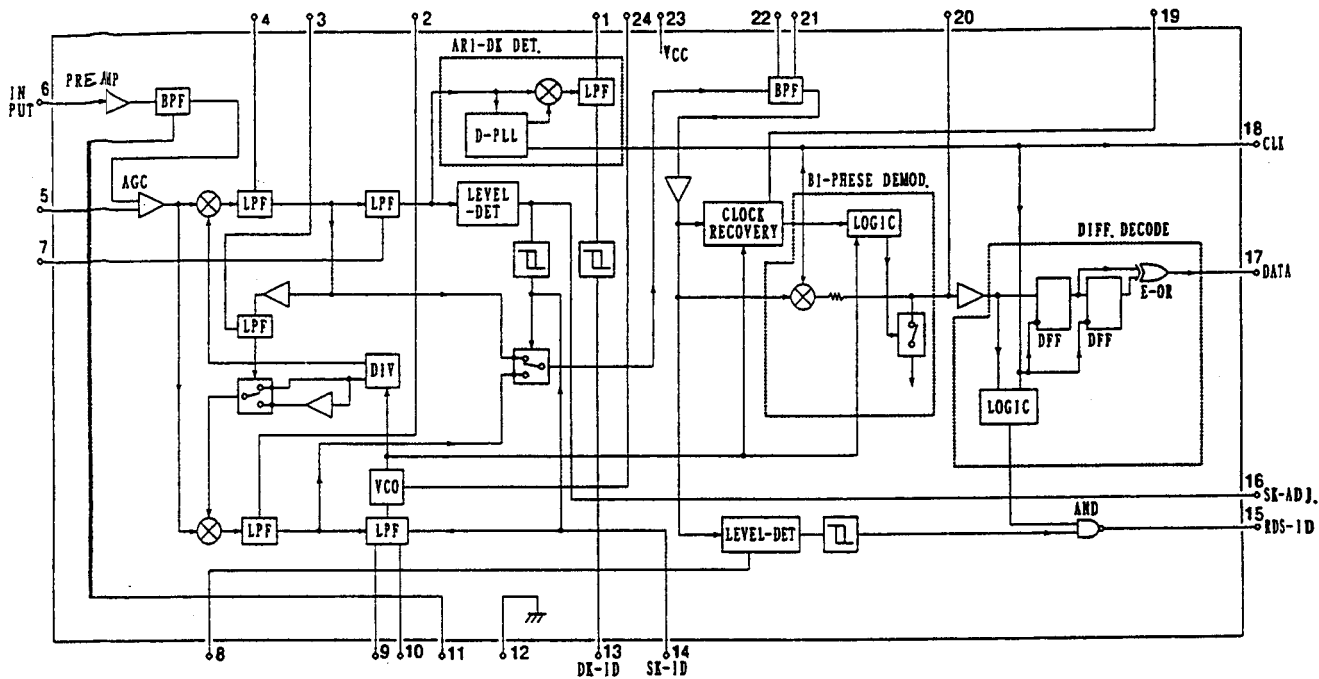 4 3 2 1 24 23 22 21 20 19
VCC
ARI-DK DET.
6 PREAMP
IN
PUT
BPF
LPF
BPF
D-PLL
18
CLK
5
AGC
LPF
LPF
LEVEL
-DET
CLOCK
RECOVERY
BI-PHESE DEMOD.
LOGIC
DIFF. DECODE
7
17
DATA
E-OR
LPF
DFF DFF
DIV
LOGIC
VCO
16
SK-ADJ.
LPF
LPF
LEVEL-DET
AND
15
RDS-ID
8 9 10 11 12 13 14
DK-ID SK-ID